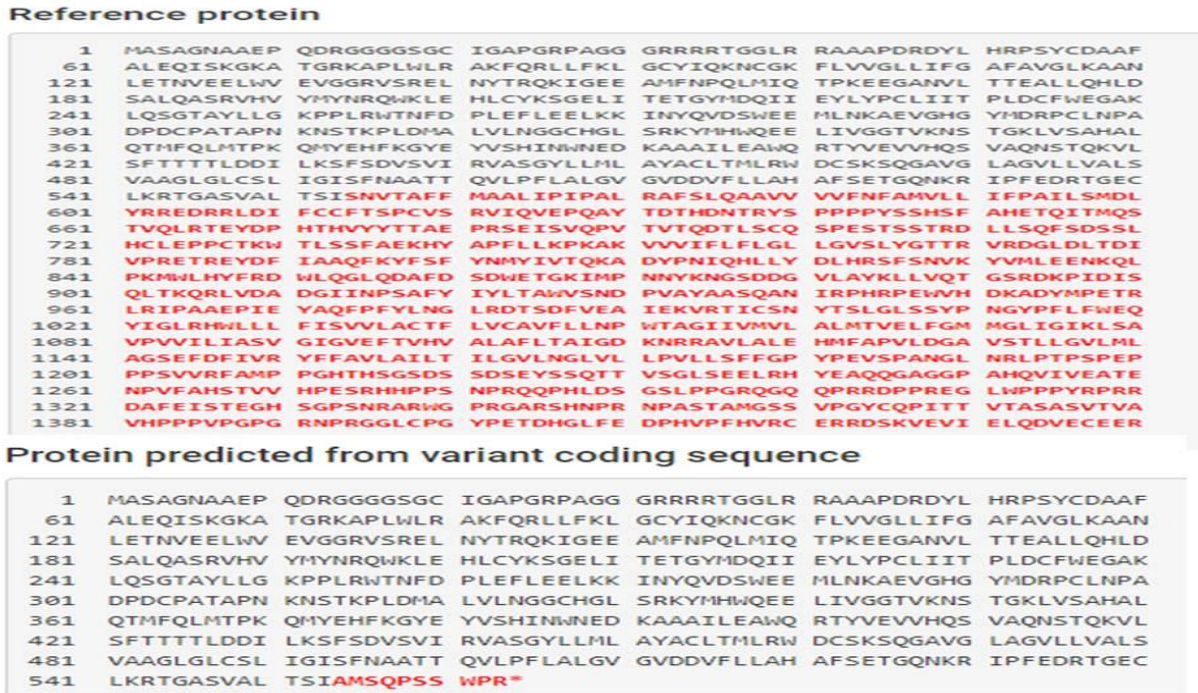 Reference protein
1 MASAGNAAEP QDRGGGGSGC IGAPGRPAGG GRRRRTGGLR RAAAPDRDYL HRPSYCDAAF
61 ALEQISKGKA TGRKAPLWLR AKFQRLLFKL GCYIQKNCGK FLVVGLLIFG AFAVGLKAAN
121 LETNVEELWV EVGGRVSREL NYTRQKIGEE AMFNPQLMIQ TPKEEGANVL TTEALLQHLD
181 SALQASRVHV YMYNRQWKLE HLCYKSGELI TETGYMDQII EYLYPCLIIT PLDCFWEGAK
241 LQSGTAYLLG KPPLRWTNFD PLEFLEELKK INYQVDSWEE MLNKAEVGHG YMDRPCLNPA
301 DPDCPATAPN KNSTKPLDMA LVLNGGCHGL SRKYMHWQEE LIVGGTVKNS TGKLVSAHAL
361 QTMFQLMTPK QMYEHFKGYE YVSHINWNED KAAAILEAWQ RTYVEVVHQS VAQNSTQKVL
421 SFTTTTLDDI LKSFSDVSVI RVASGYLLML AYACLTMLRW DCSKSQGAVG LAGVLLVALS
481 VAAGLGLCSL IGISFNAATT QVLPFLALGV GVDDVFLLAH AFSETGQNKR IPFEDRTGEC
541 LKRTGASVAL TSISNVTAFF MAALIPIPAL RAFSLQAAVV VVFNFAMVLL IFPAILSMDL
601 YRREDRRLDI FCCFTSPCVS RVIQVEPQAY TDTHDNTRYS PPPPYSSHSF AHETQITMQS
661 TVQLRTEYDP HTHVYYTTAE PRSEISVQPV TVTQDTLSCQ SPESTSSTRD LLSQFSDSSL
721 HCLEPPCTKW TLSSFAEKHY APFLLKPKAK VVVIFLFLGL LGVSLYGTTR VRDGLDLTDI
781 VPRETREYDF IAAQFKYFSF YNMYIVTQKA DYPNIQHLLY DLHRSFSNVK YVMLEENKQL
841 PKMWLHYFRD WLQGLQDAFD SDWETGKIMP NNYKNGSDDG VLAYKLLVQT GSRDKPIDIS
901 QLTKQRLVDA DGIINPSAFY IYLTAWVSND PVAYAASQAN IRPHRPEWVH DKADYMPETR
961 LRIPAAEPIE YAQFPFYLNG LRDTSDFVEA IEKVRTICSN YTSLGLSSYP NGYPFLFWEQ
1021 YIGLRHWLLL FISVVLACTF LVCAVFLLNP WTAGIIVMVL ALMTVELFGM MGLIGIKLSA
1081 VPVVILIASV GIGVEFTVHV ALAFLTAIGD KNRRAVLALE HMFAPVLDGA VSTLLGVLML
1141 AGSEFDFIVR YFFAVLAILT ILGVLNGLVL LPVLLSFFGP YPEVSPANGL NRLPTPSPEP
1201 PPSVVRFAMP PGHTHSGSDS SDSEYSSQTT VSGLSEELRH YEAQQGAGGP AHQVIVEATE
1261 NPVFAHSTVV HPESRHHPPS NPRQQPHLDS GSLPPGRQGQ QPRRDPPREG LWPPPYRPRR
1321 DAFEISTEGH SGPSNRARWG PRGARSHNPR NPASTAMGSS VPGYCQPITT VTASASVTVA
1381 VHPPPVPGPG RNPRGGLCPG YPETDHGLFE DPHVPFHVRC ERRDSKVEVI ELQDVECEER
Protein predicted from variant coding sequence
1 MASAGNAAEP QDRGGGGSGC IGAPGRPAGG GRRRRTGGLR RAAAPDRDYL HRPSYCDAAF
61 ALEQISKGKA TGRKAPLWLR AKFQRLLFKL GCYIQKNCGK FLVVGLLIFG AFAVGLKAAN
121 LETNVEELWV EVGGRVSREL NYTRQKIGEE AMFNPQLMIQ TPKEEGANVL TTEALLQHLD
181 SALQASRVHV YMYNRQWKLE HLCYKSGELI TETGYMDQII EYLYPCLIIT PLDCFWEGAK
241 LQSGTAYLLG KPPLRWTNFD PLEFLEELKK INYQVDSWEE MLNKAEVGHG YMDRPCLNPA
301 DPDCPATAPN KNSTKPLDMA LVLNGGCHGL SRKYMHWQEE LIVGGTVKNS TGKLVSAHAL
361 QTMFQLMTPK QMYEHFKGYE YVSHINWNED KAAAILEAWQ RTYVEVVHQS VAQNSTQKVL
421 SFTTTTLDDI LKSFSDVSVI RVASGYLLML AYACLTMLRW DCSKSQGAVG LAGVLLVALS
481 VAAGLGLCSL IGISFNAATT QVLPFLALGV GVDDVFLLAH AFSETGQNKR IPFEDRTGEC
541 LKRTGASVAL TSIAMSQPSS WPR*